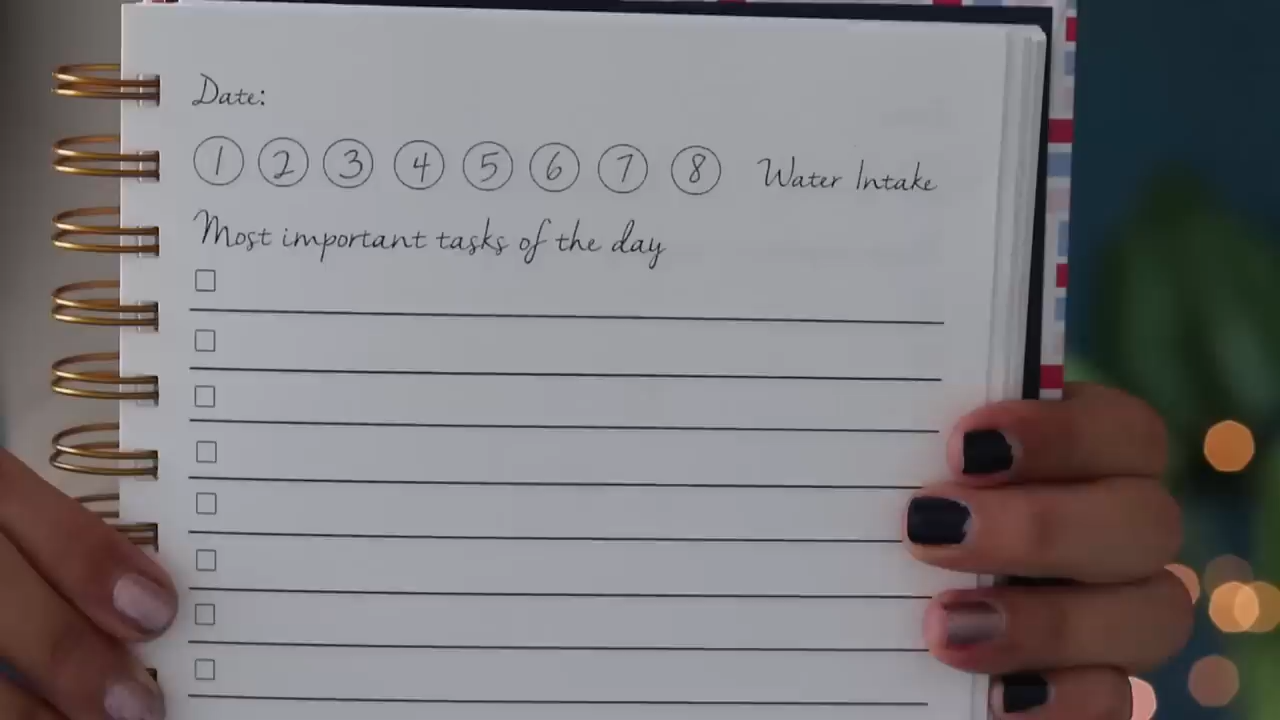 Date:
1 2 3 4 5 6 7 8 Water Intake
Most important tasks of the day